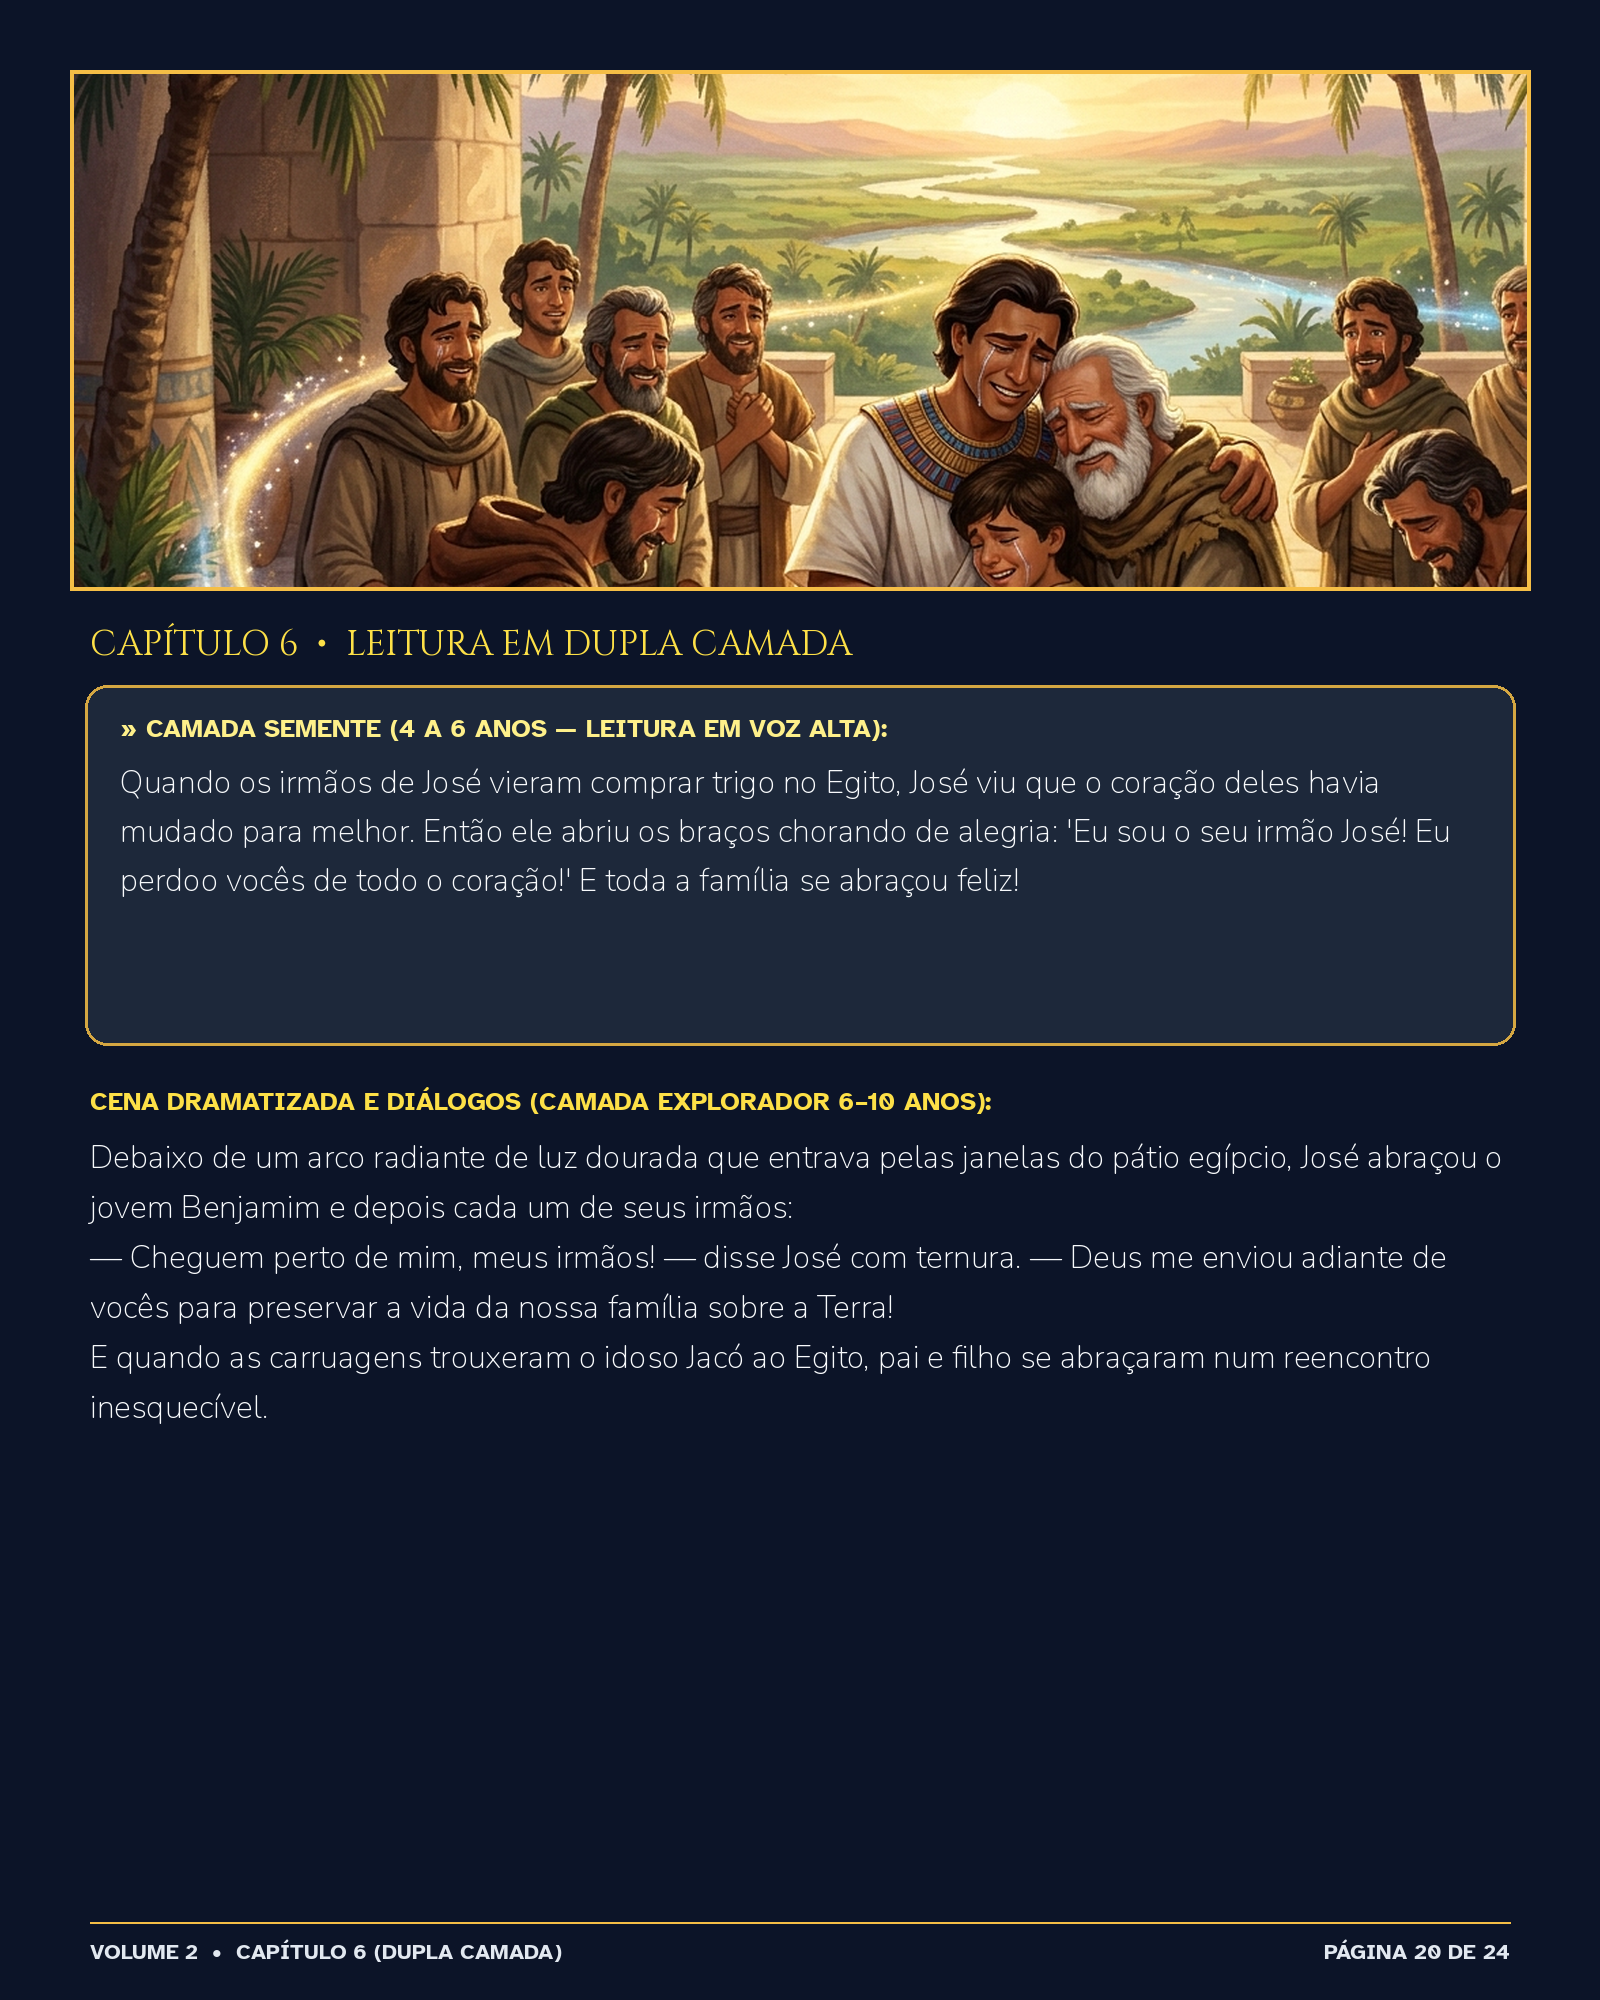 CAPÍTULO 6 • LEITURA EM DUPLA CAMADA
» CAMADA SEMENTE (4 A 6 ANOS — LEITURA EM VOZ ALTA):
Quando os irmãos de José vieram comprar trigo no Egito, José viu que o coração deles havia
mudado para melhor. Então ele abriu os braços chorando de alegria: 'Eu sou o seu irmão José! Eu
perdoo vocês de todo o coração!' E toda a família se abraçou feliz!
CENA DRAMATIZADA E DIÁLOGOS (CAMADA EXPLORADOR 6–10 ANOS):
Debaixo de um arco radiante de luz dourada que entrava pelas janelas do pátio egípcio, José abraçou o
jovem Benjamim e depois cada um de seus irmãos:
— Cheguem perto de mim, meus irmãos! — disse José com ternura. — Deus me enviou adiante de
vocês para preservar a vida da nossa família sobre a Terra!
E quando as carruagens trouxeram o idoso Jacó ao Egito, pai e filho se abraçaram num reencontro
inesquecível.
VOLUME 2 • CAPÍTULO 6 (DUPLA CAMADA)
PÁGINA 20 DE 24